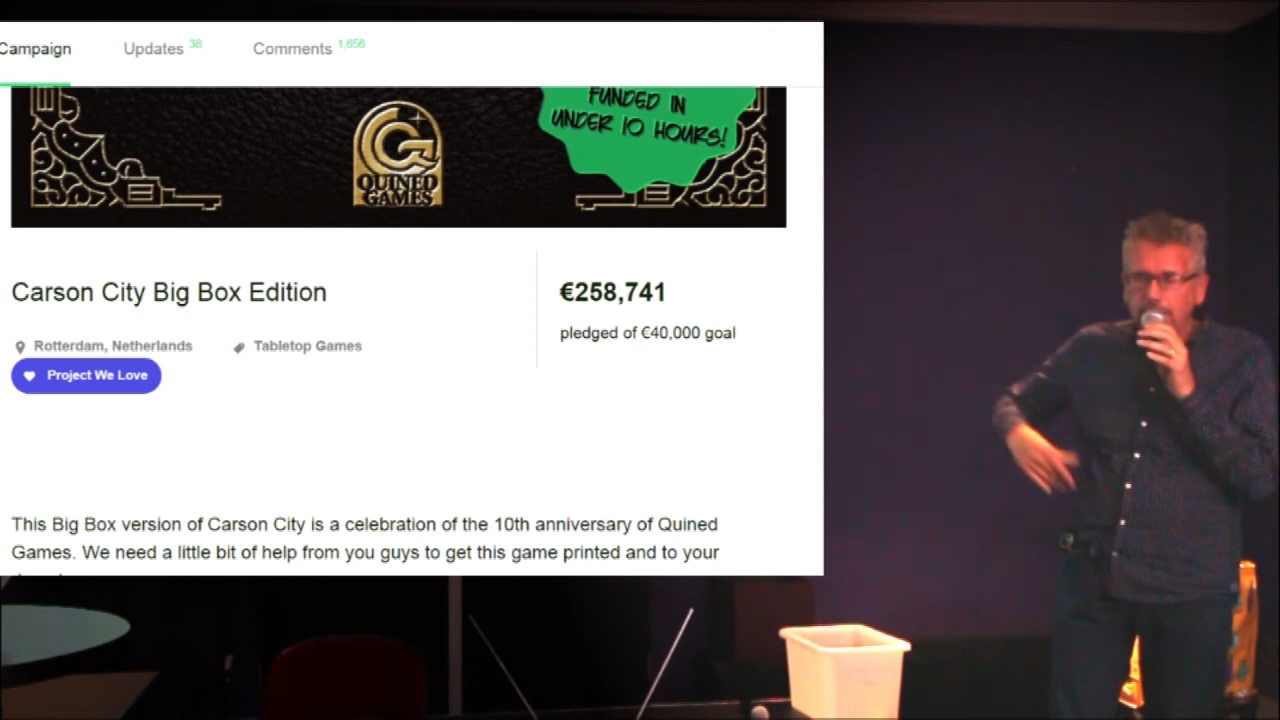 Campaign
Updates 38
Comments 1,656
FUNDED IN
UNDER 10 HOURS!
QUINED
GAMES
Carson City Big Box Edition
€258,741
pledged of €40,000 goal
Rotterdam, Netherlands
Tabletop Games
Project We Love
This Big Box version of Carson City is a celebration of the 10th anniversary of Quined
Games. We need a little bit of help from you guys to get this game printed and to your